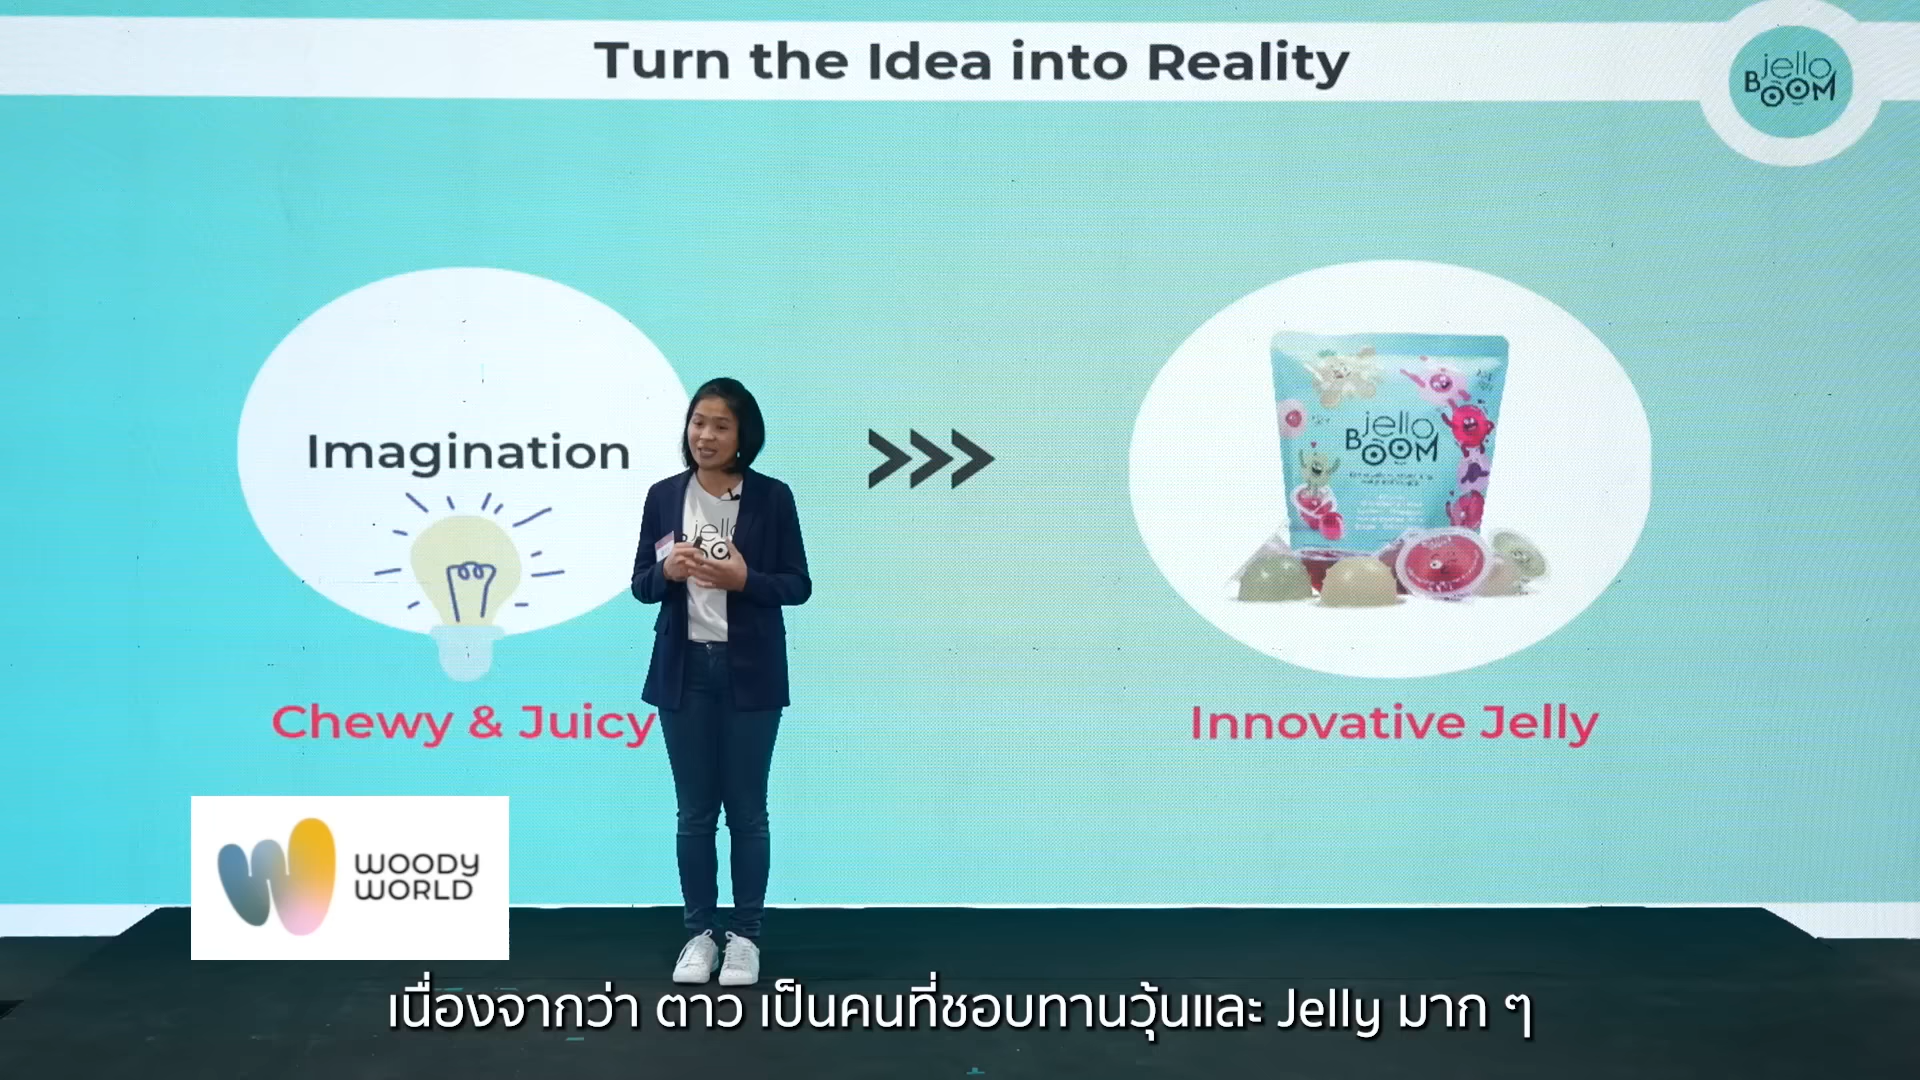 Turn the Idea into Reality
jello
BOOM
Imagination
jello
BOOM
jello
Chewy & Juicy
Innovative Jelly
WOODY
WORLD
เนื่องจากว่า ตาว เป็นคนที่ชอบทานวุ้นและ Jelly มาก ๆ